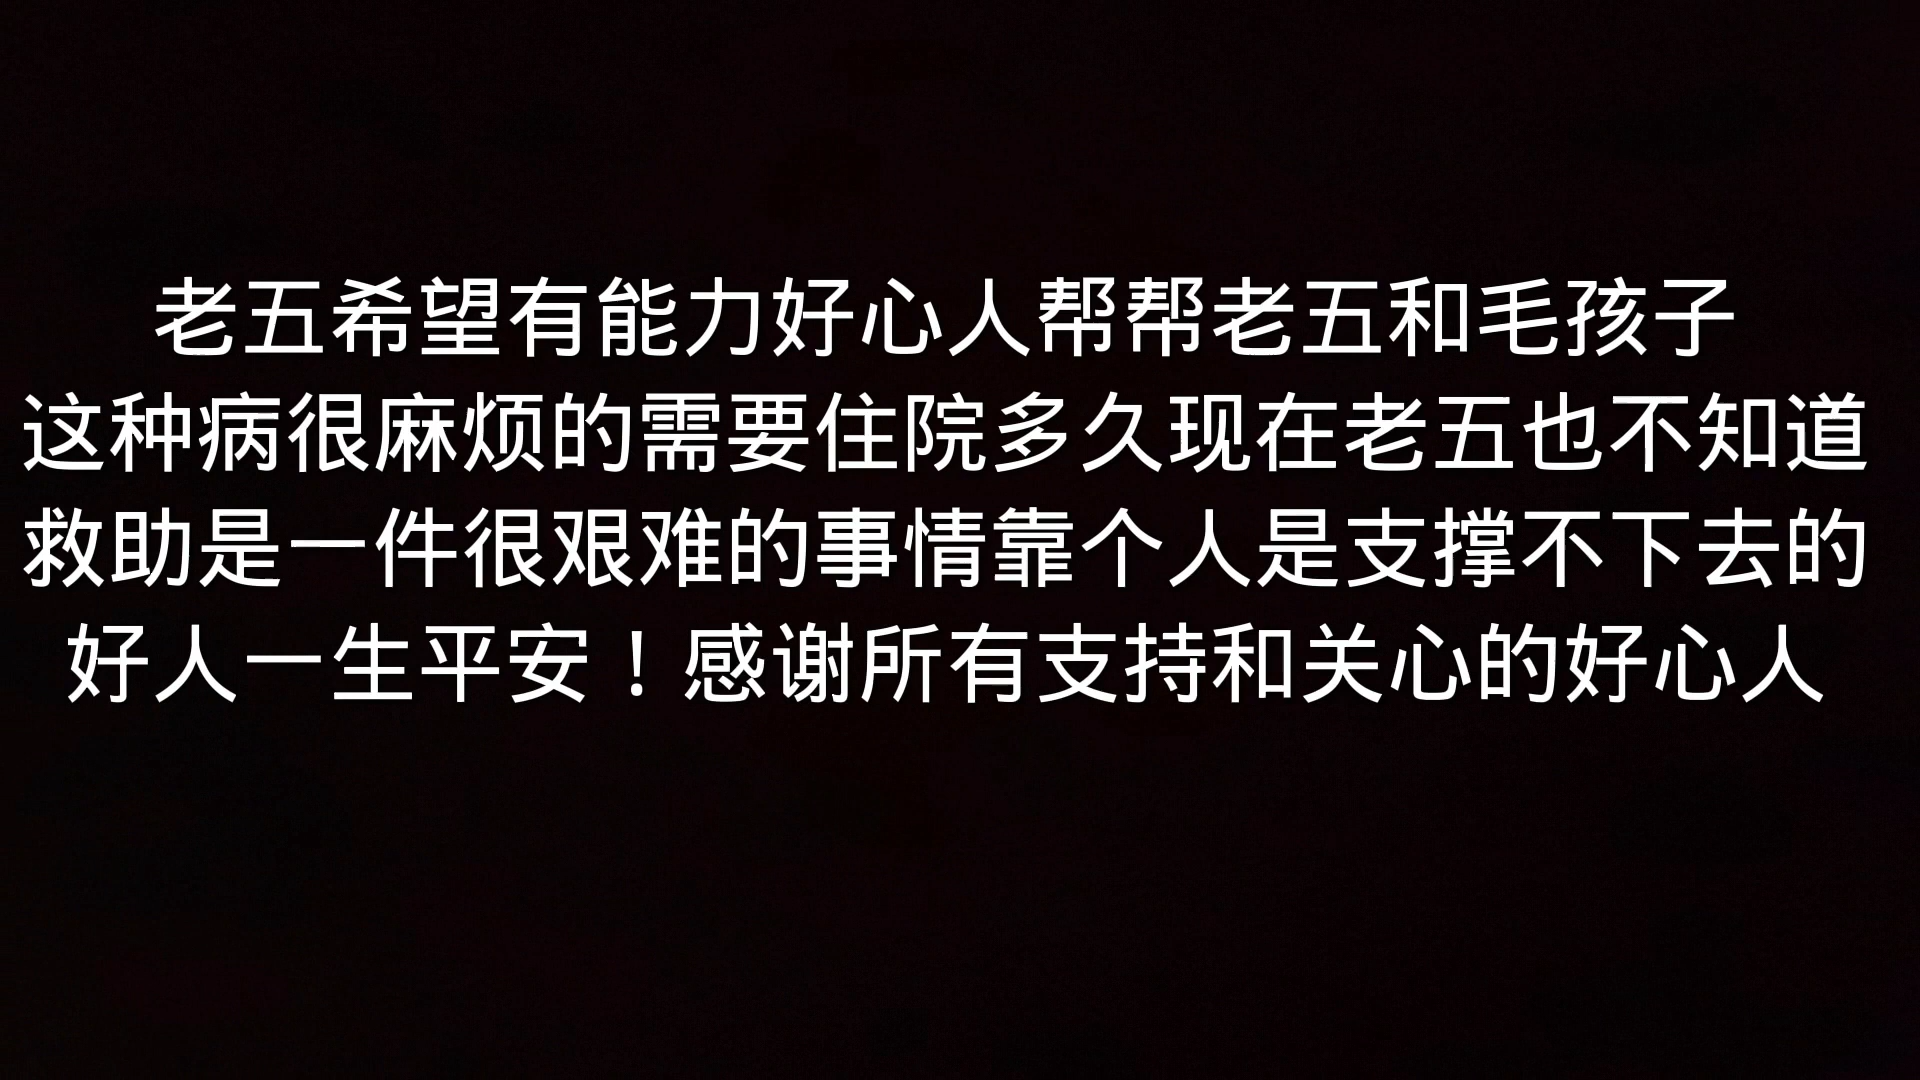 老五希望有能力好心人帮帮老五和毛孩子
这种病很麻烦的需要住院多久现在老五也不知道
救助是一件很艰难的事情靠个人是支撑不下去的
好人一生平安！感谢所有支持和关心的好心人